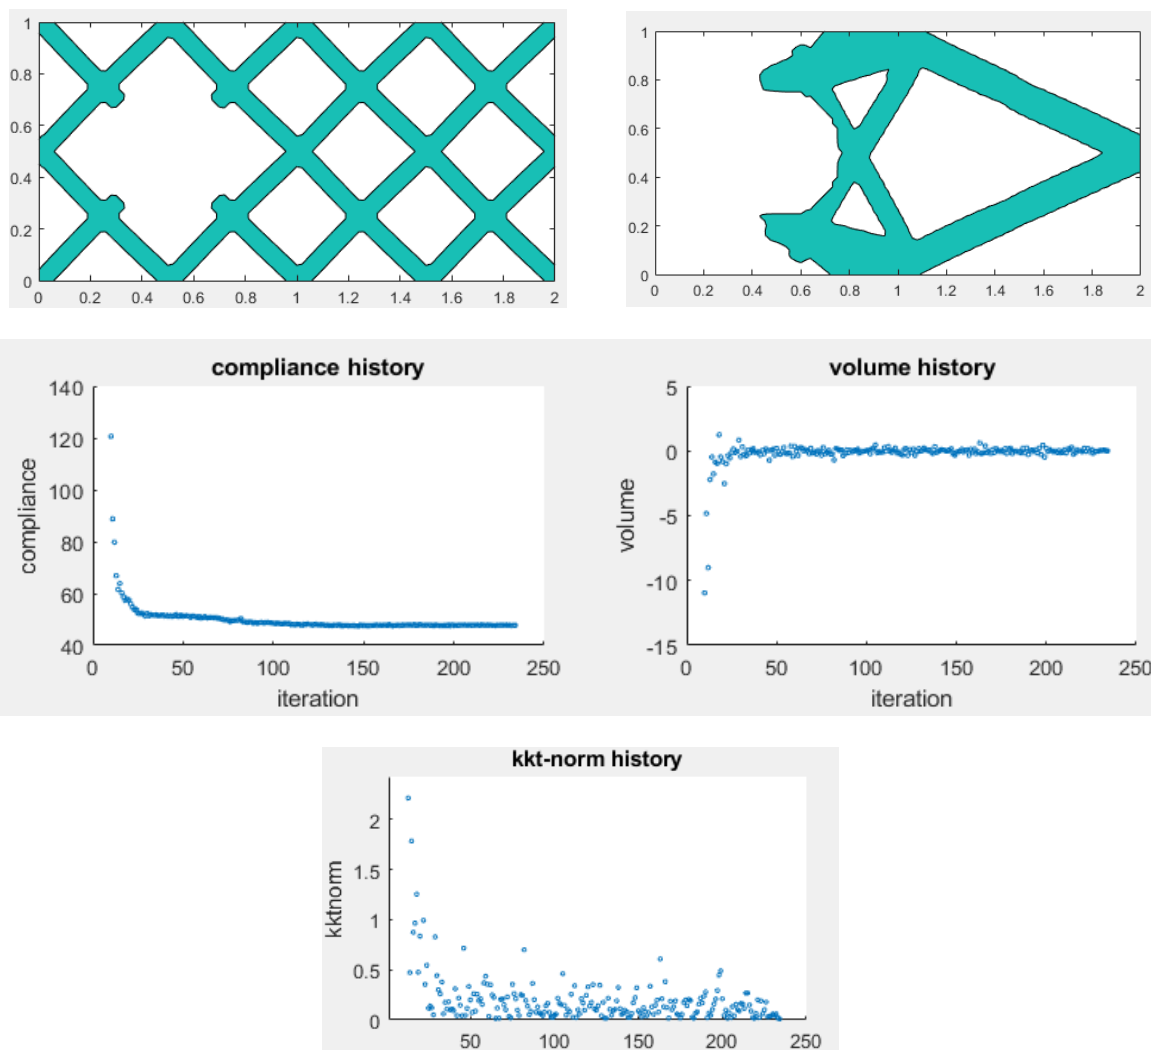 1
0.8
0.6
0.4
0.2
0
0 0.2 0.4 0.6 0.8 1 1.2 1.4 1.6 1.8 2
1
0.8
0.6
0.4
0.2
0
0 0.2 0.4 0.6 0.8 1 1.2 1.4 1.6 1.8 2
compliance history
140
120
100
80
60
40
compliance
0 50 100 150 200 250
iteration
volume history
5
0
-5
-10
-15
volume
0 50 100 150 200 250
iteration
kkt-norm history
2
1.5
1
0.5
0
kktnorm
50 100 150 200 250